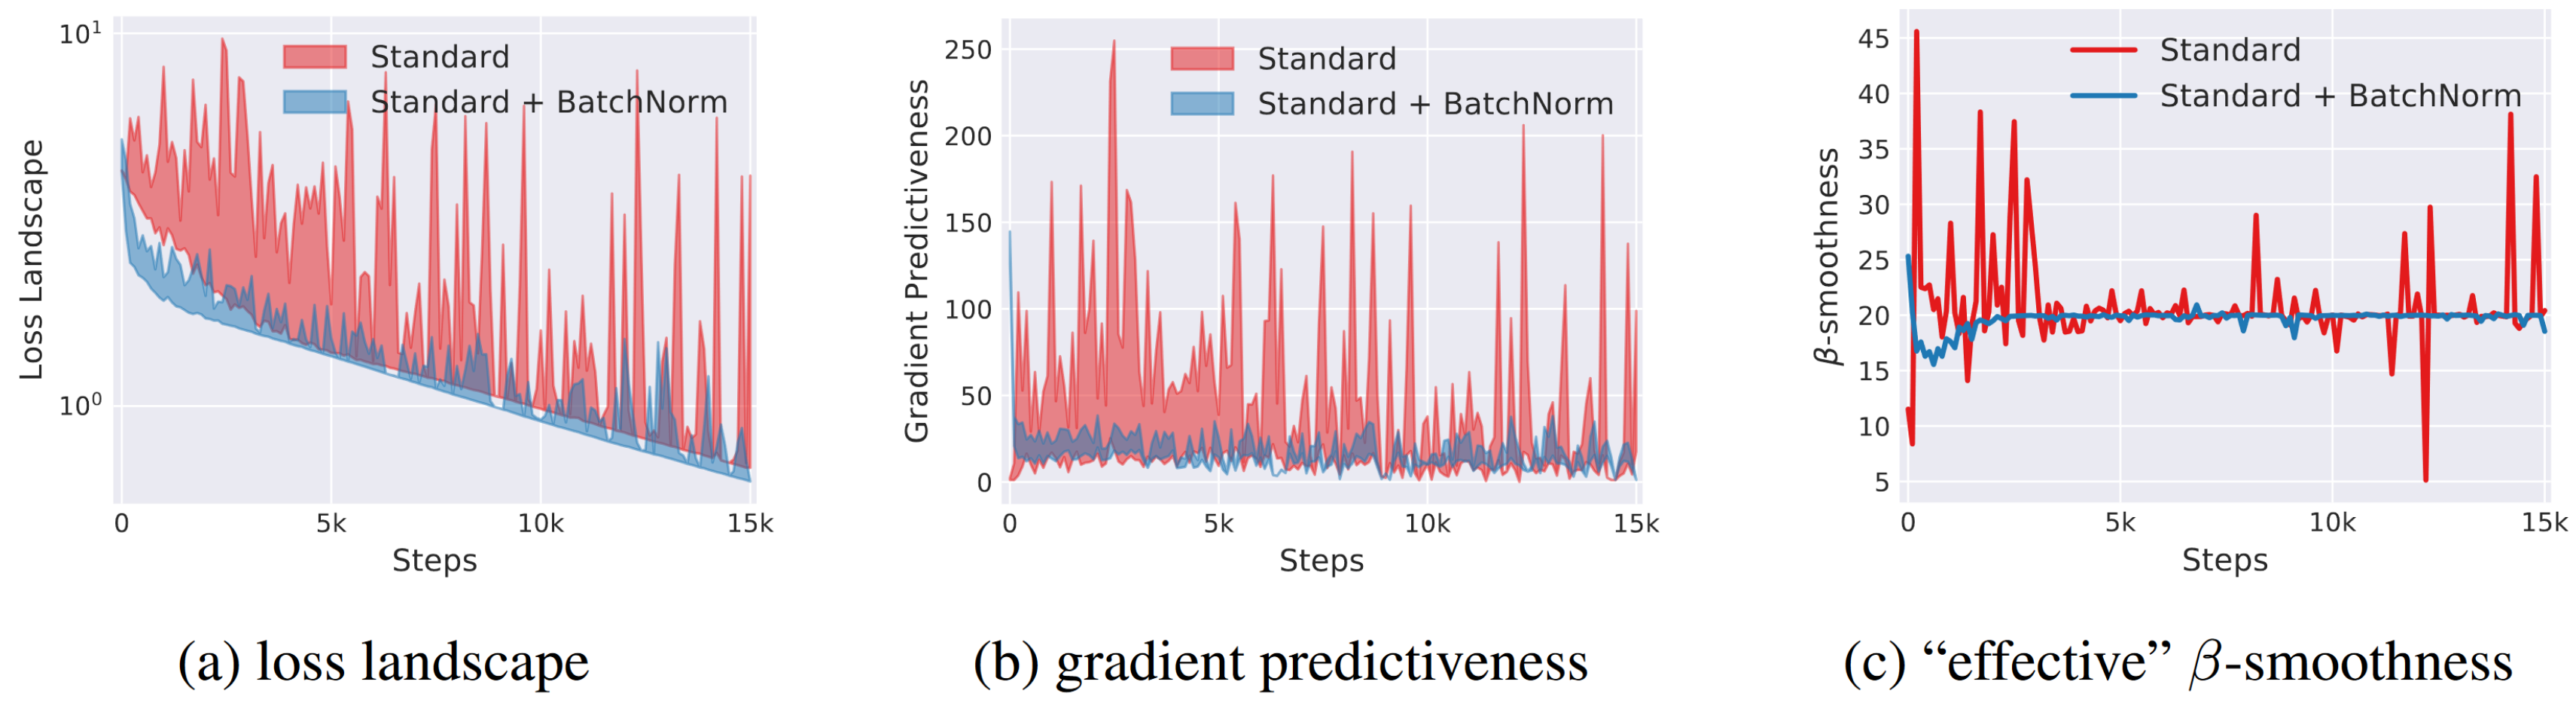 Loss Landscape
10¹
10⁰
Standard
Standard + BatchNorm
0 5k 10k 15k
Steps
(a) loss landscape
Gradient Predictiveness
250
200
150
100
50
0
Standard
Standard + BatchNorm
0 5k 10k 15k
Steps
(b) gradient predictiveness
β-smoothness
45
40
35
30
25
20
15
10
5
Standard
Standard + BatchNorm
0 5k 10k 15k
Steps
(c) “effective” β-smoothness